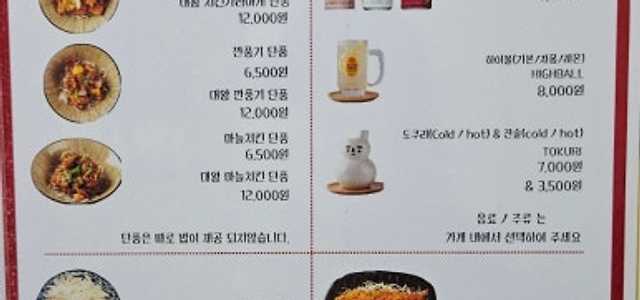 대왕 치킨가라아게 단품
12,000원
깐풍기 단품
6,500원
대왕 깐풍기 단품
12,000원
마늘치킨 단품
6,500원
대왕 마늘치킨 단품
12,000원
단품은 따로 밥이 제공 되지않습니다.
하이볼(기본/자몽/레몬)
HIGHBALL
8,000원
도쿠리(Cold / hot) & 잔술(cold / hot)
TOKURI
7,000원
& 3,500원
음료 / 주류 는
가게 내에서 선택하여 주세요